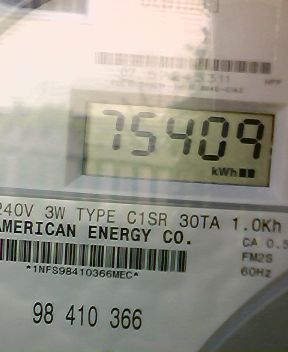 75409
kWh
240V 3W TYPE C1SR 30TA 1.0Kh
AMERICAN ENERGY CO.
CA 0.5
FM2S
60Hz
*1NFS98410366MEC*
98 410 366